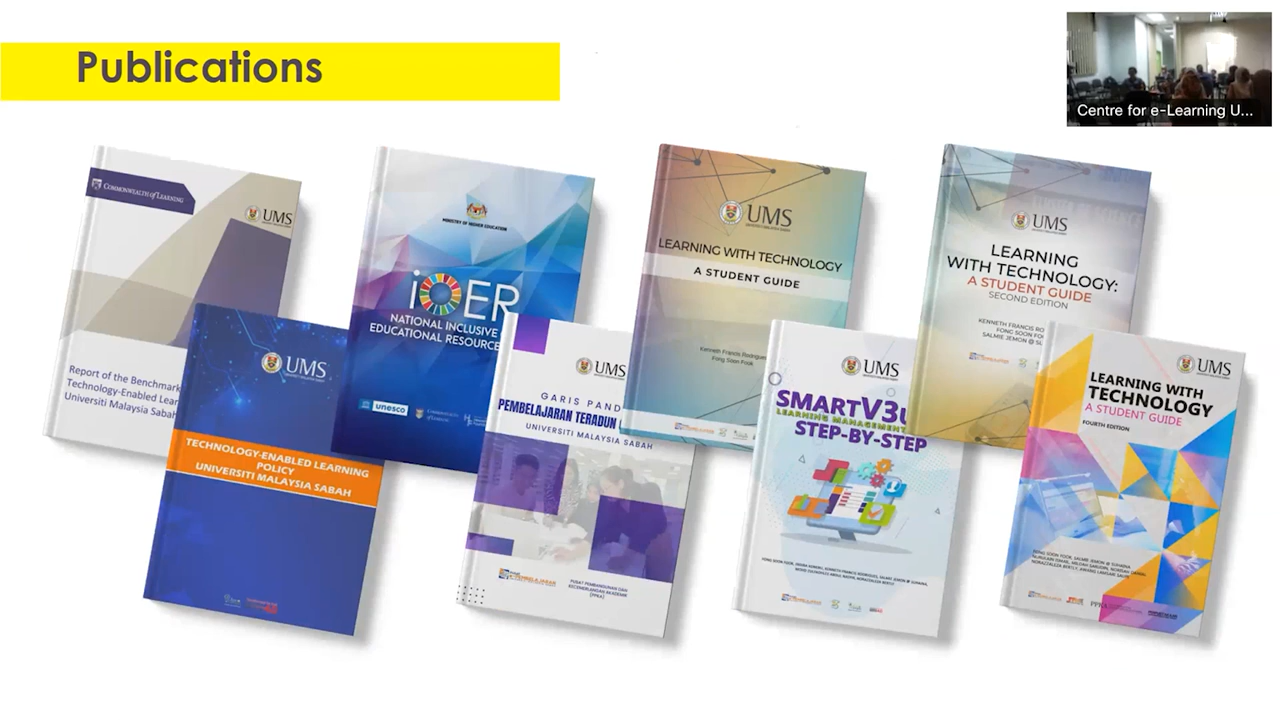 Publications
Centre for e-Learning U...
COMMONWEALTH of LEARNING
UMS
Report of the Benchmark
Technology-Enabled Lear
Universiti Malaysia Sabah
MINISTRY OF HIGHER EDUCATION
iOER
NATIONAL INCLUSIVE
EDUCATIONAL RESOURCE
unesco
UMS
LEARNING WITH TECHNOLOGY
A STUDENT GUIDE
Kenneth Francis Rodrigues
Fong Soon Fook
UMS
LEARNING
WITH TECHNOLOGY:
A STUDENT GUIDE
SECOND EDITION
KENNETH FRANCIS RO
FONG SOON FO
SALMIE JEMON @ SU
UMS
TECHNOLOGY-ENABLED LEARNING
POLICY
UNIVERSITI MALAYSIA SABAH
UMS
GARIS PAND
PEMBELAJARAN TERADUN
UNIVERSITI MALAYSIA SABAH
PUSAT PEMBANGUNAN DAN
KECEMERLANGAN AKADEMIK
(PPKA)
UMS
SMARTV3U
LEARNING MANAGEMENT
STEP-BY-STEP
UMS
LEARNING WITH
TECHNOLOGY
A STUDENT GUIDE
FOURTH EDITION